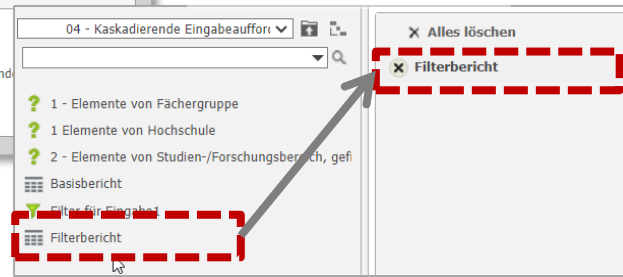 04 - Kaskadierende Eingabeauffor
1 - Elemente von Fächergruppe
1 Elemente von Hochschule
2 - Elemente von Studien-/Forschungsbereich, gefi
Basisbericht
Filter für Eingabe1
Filterbericht
Alles löschen
Filterbericht